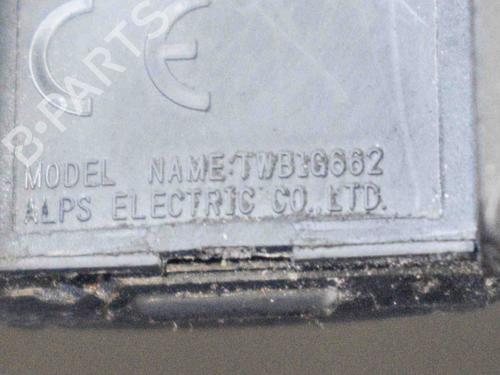 B-PARTS
CE
MODEL NAME:TWB1G662
ALPS ELECTRIC CO.,LTD.